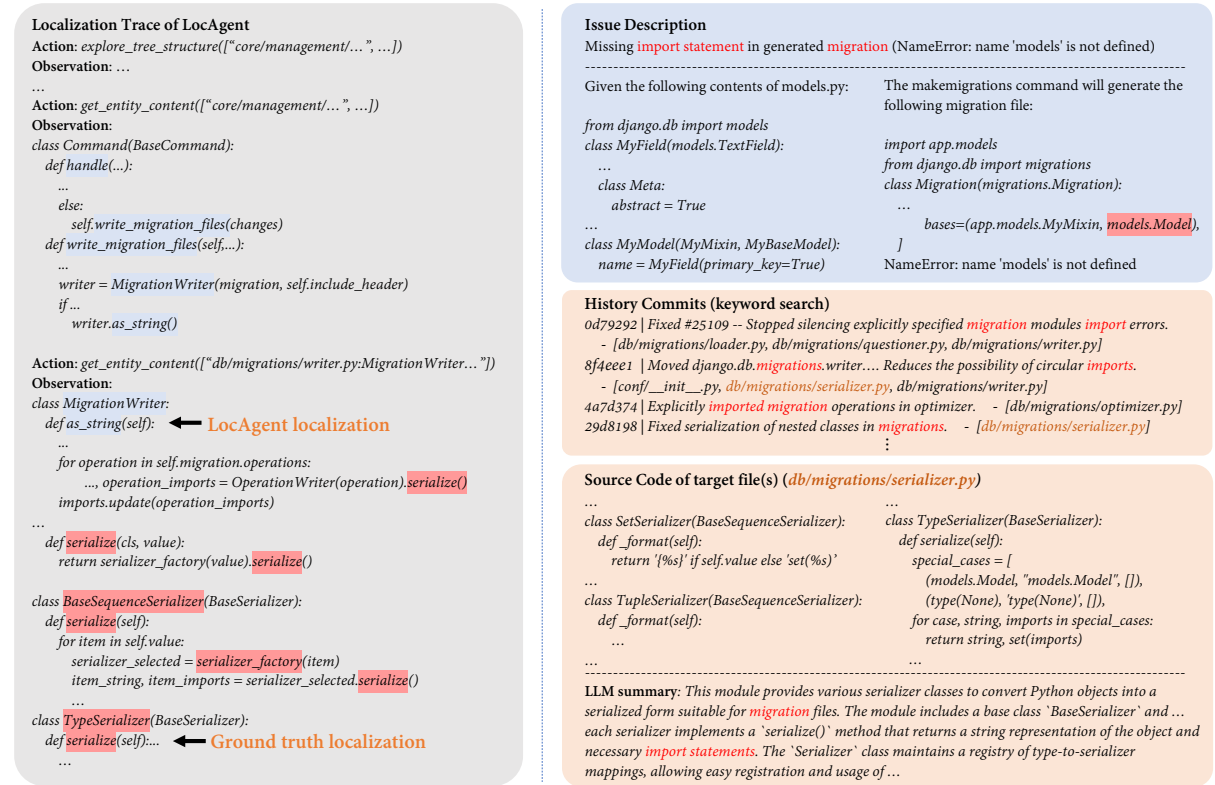 Localization Trace of LocAgent
Action: explore_tree_structure(["core/management/…", …])
Observation: …
…
Action: get_entity_content(["core/management/…", …])
Observation:
class Command(BaseCommand):
def handle(...):
...
else:
self.write_migration_files(changes)
def write_migration_files(self,...):
...
writer = MigrationWriter(migration, self.include_header)
if ...
writer.as_string()
Action: get_entity_content(["db/migrations/writer.py:MigrationWriter…"])
Observation:
class MigrationWriter:
def as_string(self): LocAgent localization
...
for operation in self.migration.operations:
..., operation_imports = OperationWriter(operation).serialize()
imports.update(operation_imports)
…
def serialize(cls, value):
return serializer_factory(value).serialize()
class BaseSequenceSerializer(BaseSerializer):
def serialize(self):
for item in self.value:
serializer_selected = serializer_factory(item)
item_string, item_imports = serializer_selected.serialize()
...
class TypeSerializer(BaseSerializer):
def serialize(self):... Ground truth localization
...
Issue Description
Missing import statement in generated migration (NameError: name 'models' is not defined)
Given the following contents of models.py:
from django.db import models
class MyField(models.TextField):
…
class Meta:
abstract = True
…
class MyModel(MyMixin, MyBaseModel):
name = MyField(primary_key=True)
The makemigrations command will generate the
following migration file:
import app.models
from django.db import migrations
class Migration(migrations.Migration):
…
bases=(app.models.MyMixin, models.Model),
]
NameError: name 'models' is not defined
History Commits (keyword search)
0d79292 | Fixed #25109 -- Stopped silencing explicitly specified migration modules import errors.
- [db/migrations/loader.py, db/migrations/questioner.py, db/migrations/writer.py]
8f4eee1 | Moved django.db.migrations.writer…. Reduces the possibility of circular imports.
- [conf/__init__.py, db/migrations/serializer.py, db/migrations/writer.py]
4a7d374 | Explicitly imported migration operations in optimizer. - [db/migrations/optimizer.py]
29d8198 | Fixed serialization of nested classes in migrations. - [db/migrations/serializer.py]
⋮
Source Code of target file(s) (db/migrations/serializer.py)
…
class SetSerializer(BaseSequenceSerializer):
def _format(self):
return '{%s}' if self.value else 'set(%s)’
…
class TupleSerializer(BaseSequenceSerializer):
def _format(self):
…
…
…
class TypeSerializer(BaseSerializer):
def serialize(self):
special_cases = [
(models.Model, "models.Model", []),
(type(None), 'type(None)', []),
for case, string, imports in special_cases:
return string, set(imports)
…
LLM summary: This module provides various serializer classes to convert Python objects into a
serialized form suitable for migration files. The module includes a base class `BaseSerializer` and …
each serializer implements a `serialize()` method that returns a string representation of the object and
necessary import statements. The `Serializer` class maintains a registry of type-to-serializer
mappings, allowing easy registration and usage of …